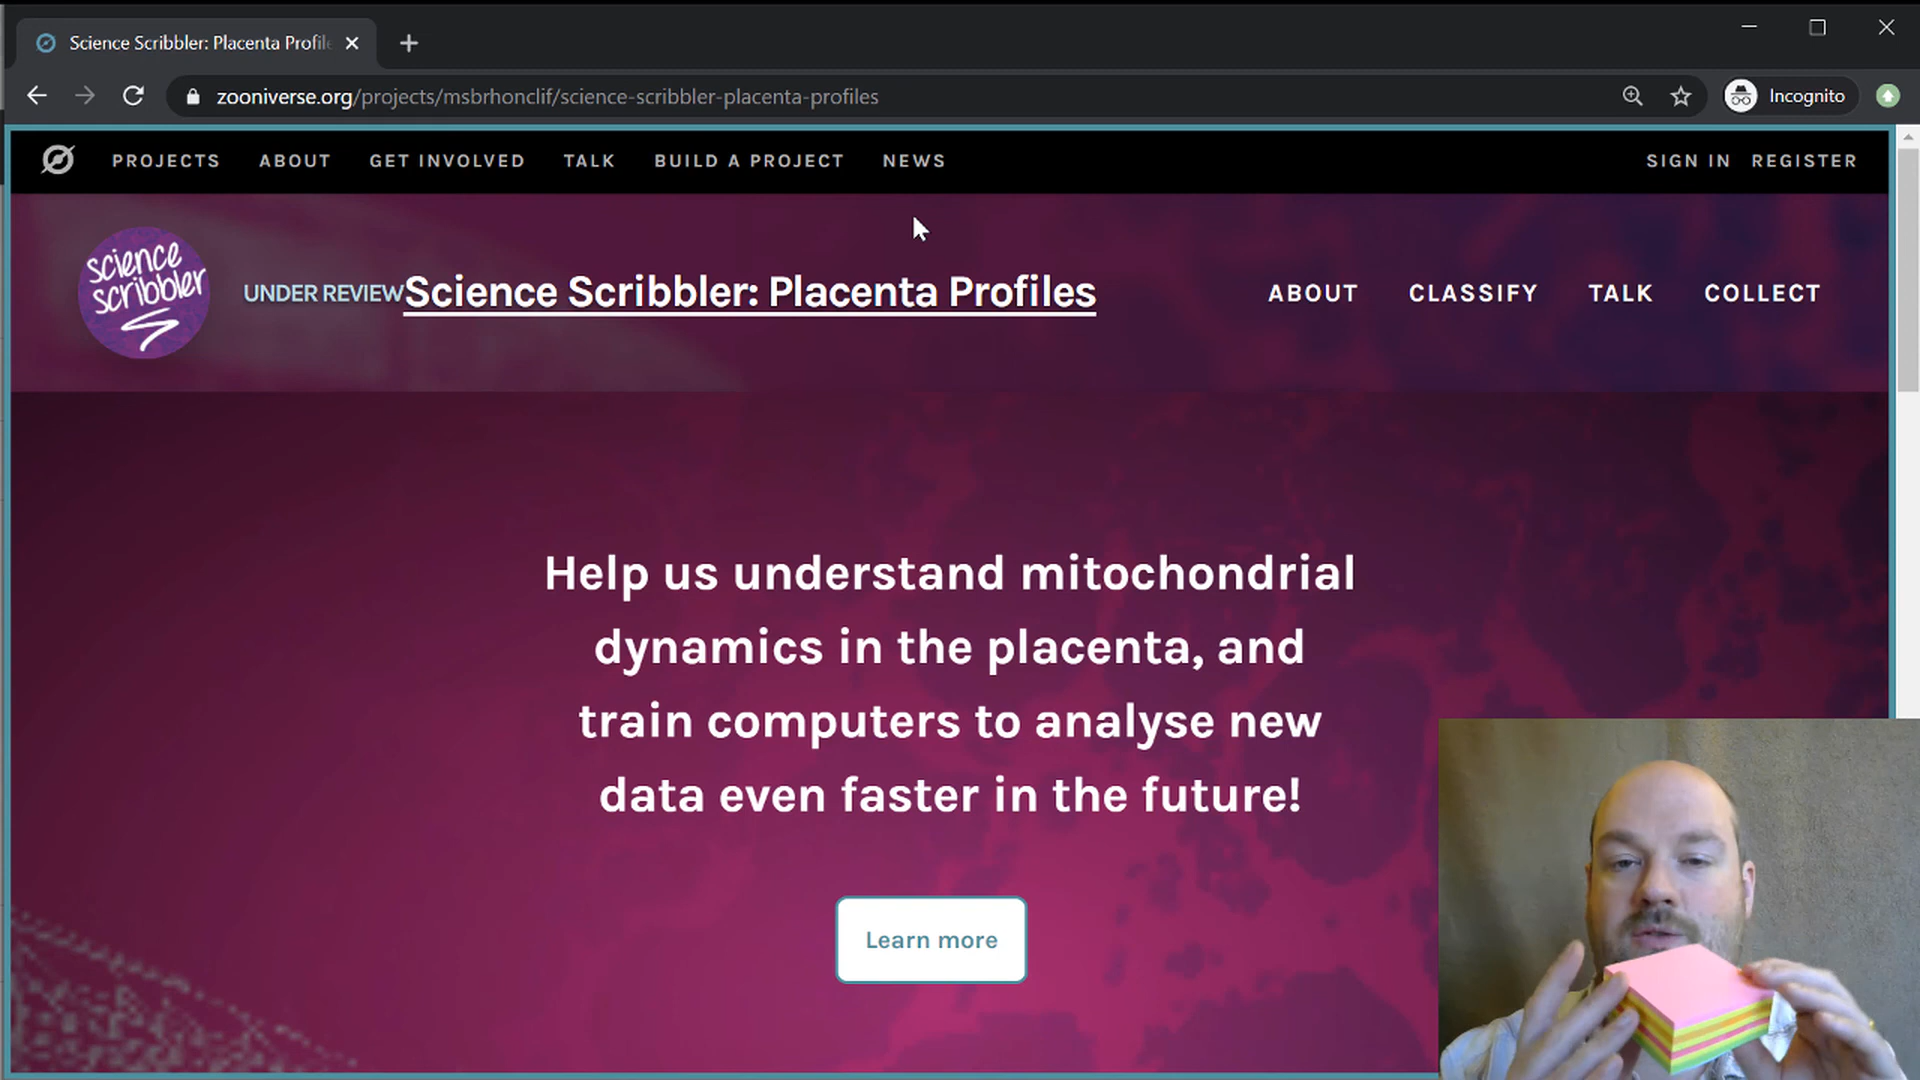 Science Scribbler: Placenta Profile
zooniverse.org/projects/msbrhonclif/science-scribbler-placenta-profiles
Incognito
PROJECTS ABOUT GET INVOLVED TALK BUILD A PROJECT NEWS SIGN IN REGISTER
science
scribbler
UNDER REVIEW Science Scribbler: Placenta Profiles
ABOUT CLASSIFY TALK COLLECT
Help us understand mitochondrial
dynamics in the placenta, and
train computers to analyse new
data even faster in the future!
Learn more